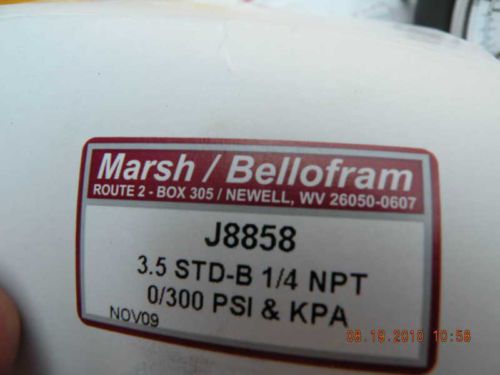 Marsh / Bellofram
ROUTE 2 - BOX 305 / NEWELL, WV 26050-0607
J8858
3.5 STD-B 1/4 NPT
0/300 PSI & KPA
NOV09
08.19.2010 10:58